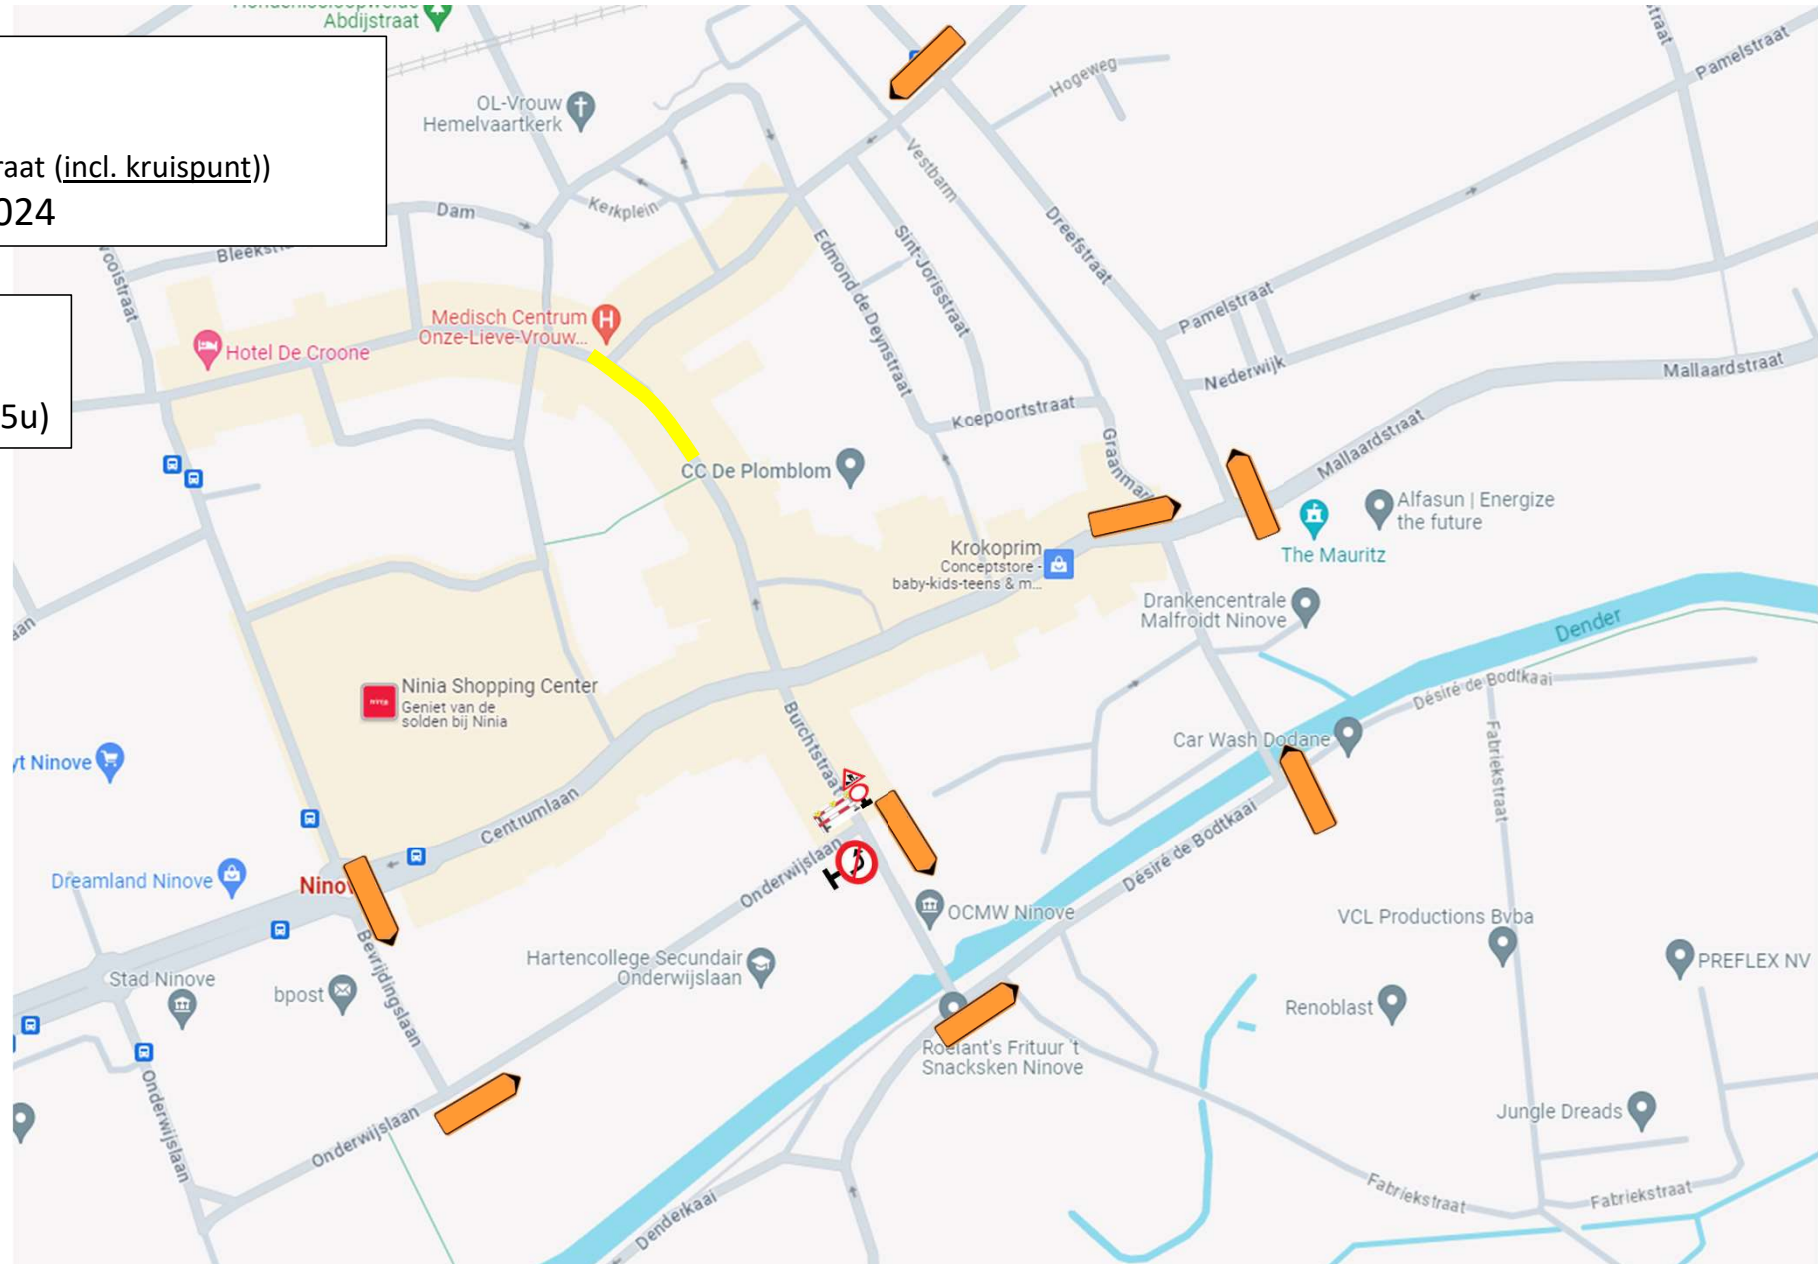 Abdijstraat
raat (incl. kruispunt))
024
5u)
OL-Vrouw
Hemelvaartkerk
Hogeweg
Pamelstraat
Vestbarm
Dam
Kerkplein
Dreefstraat
Edmond de Deynstraat
Sint-Jorisstraat
Medisch Centrum
Onze-Lieve-Vrouw...
Hotel De Croone
Pamelstraat
Nederwijk
Mallaardstraat
Koepoortstraat
Mallaardstraat
CC De Plomblom
Alfasun | Energize
the future
The Mauritz
Krokoprim
Conceptstore -
baby-kids-teens & m...
Drankencentrale
Malfroidt Ninove
Dender
Désiré de Bodtkaai
Ninia Shopping Center
Geniet van de
solden bij Ninia
Burchtstraat
Car Wash Dodane
Fabriekstraat
yt Ninove
Centrumlaan
Désiré de Bodtkaai
Dreamland Ninove
Onderwijslaan
OCMW Ninove
VCL Productions Bvba
Hartencollege Secundair
Onderwijslaan
PREFLEX NV
Stad Ninove
bpost
Bevrijdingslaan
Renoblast
Roelant's Frituur 't
Snacksken Ninove
Onderwijslaan
Onderwijslaan
Jungle Dreads
Denderkaai
Fabriekstraat
Fabriekstraat